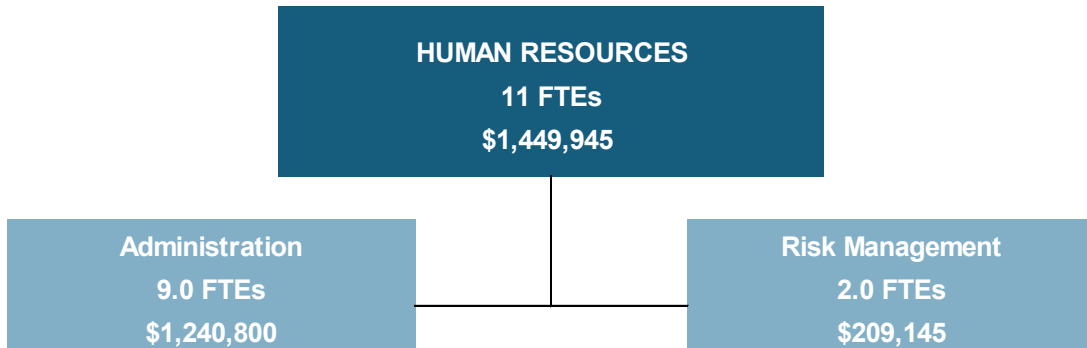 HUMAN RESOURCES
11 FTEs
$1,449,945
Administration
9.0 FTEs
$1,240,800
Risk Management
2.0 FTEs
$209,145